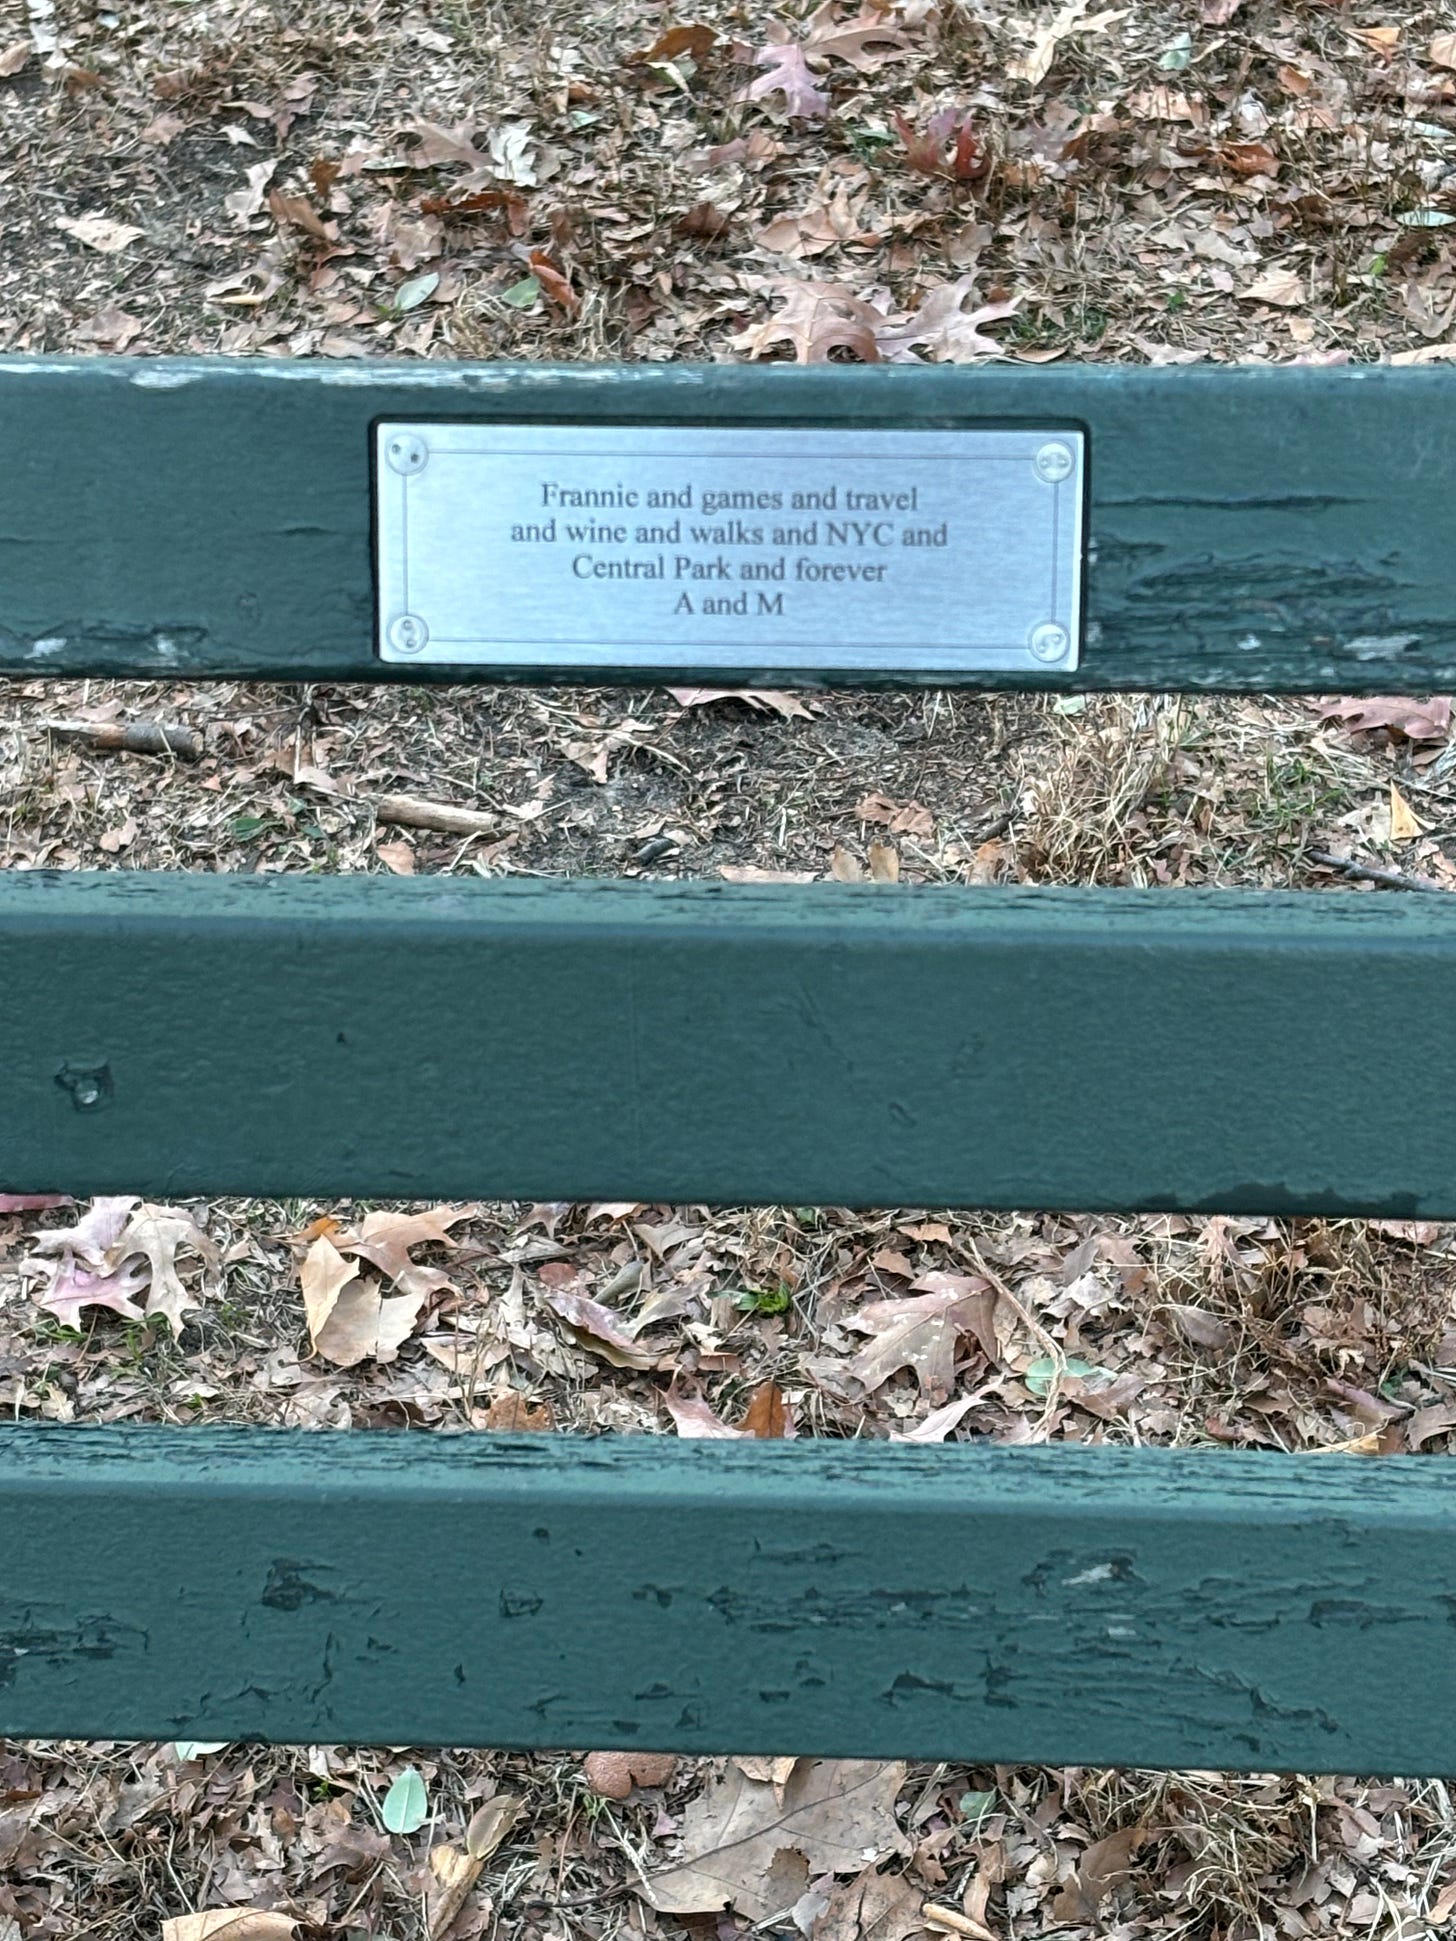 Frannie and games and travel
and wine and walks and NYC and
Central Park and forever
A and M